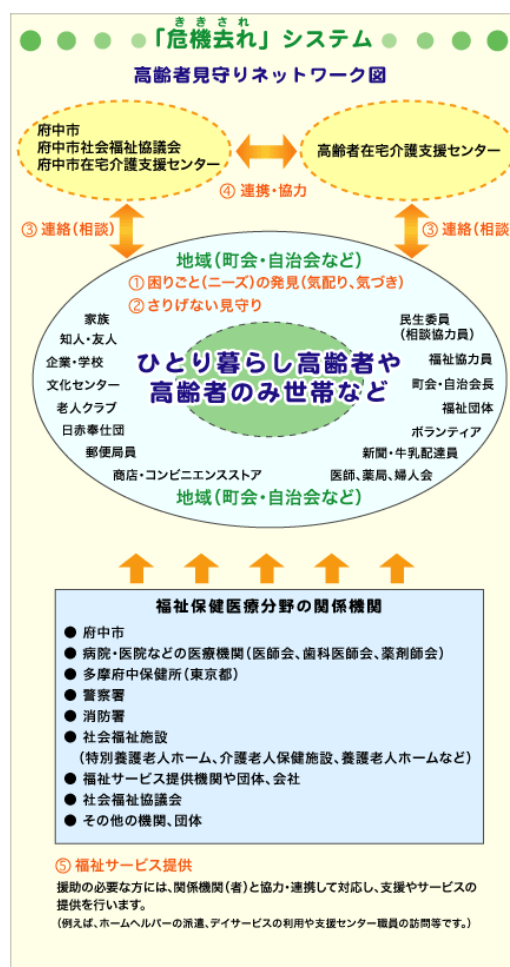 ききされ
「危機去れ」システム
高齢者見守りネットワーク図
府中市
府中市社会福祉協議会
府中市在宅介護支援センター
高齢者在宅介護支援センター
④ 連携・協力
③ 連絡(相談)
③ 連絡(相談
地域(町会・自治会など)
① 困りごと(ニーズ)の発見(気配り、気づき)
② さりげない見守り
家族
知人・友人
企業・学校
文化センター
老人クラブ
日赤奉仕団
郵便局員
商店・コンビニエンスストア
ひとり暮らし高齢者や
高齢者のみ世帯など
民生委員
(相談協力員)
福祉協力員
町会・自治会長
福祉団体
ボランティア
新聞・牛乳配達員
医師、薬局、婦人会
地域(町会・自治会など)
福祉保健医療分野の関係機関
● 府中市
● 病院・医院などの医療機関(医師会、歯科医師会、薬剤師会)
● 多摩府中保健所(東京都)
● 警察署
● 消防署
● 社会福祉施設
(特別養護老人ホーム、介護老人保健施設、養護老人ホームなど)
● 福祉サービス提供機関や団体、会社
● 社会福祉協議会
● その他の機関、団体
⑤ 福祉サービス提供
援助の必要な方には、関係機関(者)と協力・連携して対応し、支援やサービスの
提供を行います。
(例えば、ホームヘルパーの派遣、デイサービスの利用や支援センター職員の訪問等です。)